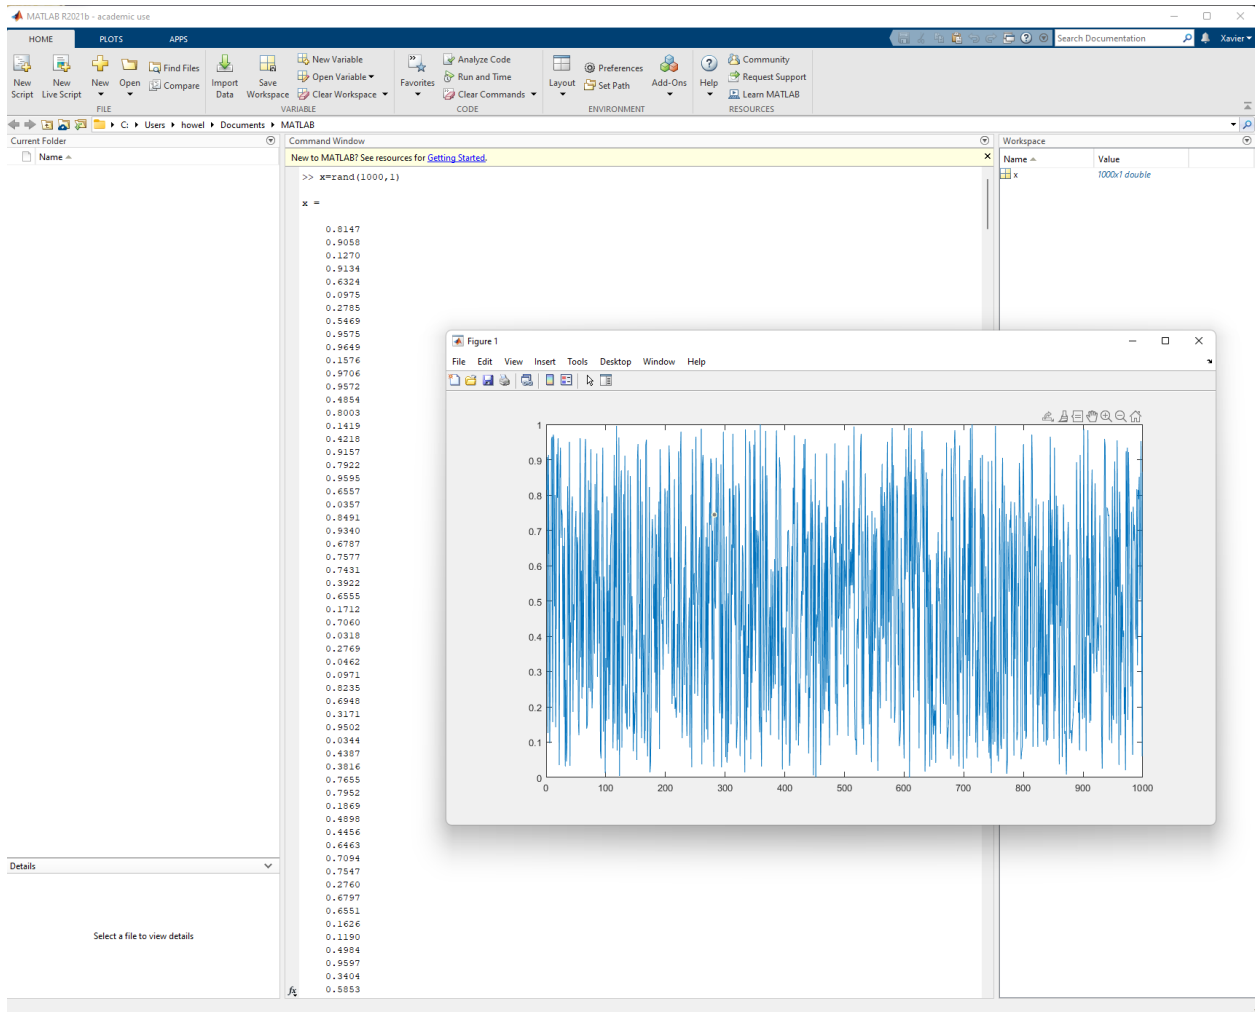 MATLAB R2021b - academic use
HOME PLOTS APPS Search Documentation Xavier
New Script
New Live Script
New
Open
Find Files
Compare
Import Data
Save Workspace
New Variable
Open Variable
Clear Workspace
Favorites
Analyze Code
Run and Time
Clear Commands
Layout
Preferences
Set Path
Add-Ons
Help
Community
Request Support
Learn MATLAB
FILE VARIABLE CODE ENVIRONMENT RESOURCES
C: Users howel Documents MATLAB
Current Folder
Name
Command Window
New to MATLAB? See resources for Getting Started.
>> x=rand(1000,1)
x =
0.8147
0.9058
0.1270
0.9134
0.6324
0.0975
0.2785
0.5469
0.9575
0.9649
0.1576
0.9706
0.9572
0.4854
0.8003
0.1419
0.4218
0.9157
0.7922
0.9595
0.6557
0.0357
0.8491
0.9340
0.6787
0.7577
0.7431
0.3922
0.6555
0.1712
0.7060
0.0318
0.2769
0.0462
0.0971
0.8235
0.6948
0.3171
0.9502
0.0344
0.4387
0.3816
0.7655
0.7952
0.1869
0.4898
0.4456
0.6463
0.7094
0.7547
0.2760
0.6797
0.6551
0.1626
0.1190
0.4984
0.9597
0.3404
0.5853
fx
Workspace
Name Value
x 1000x1 double
Figure 1
File Edit View Insert Tools Desktop Window Help
1
0.9
0.8
0.7
0.6
0.5
0.4
0.3
0.2
0.1
0
0 100 200 300 400 500 600 700 800 900 1000
Details
Select a file to view details